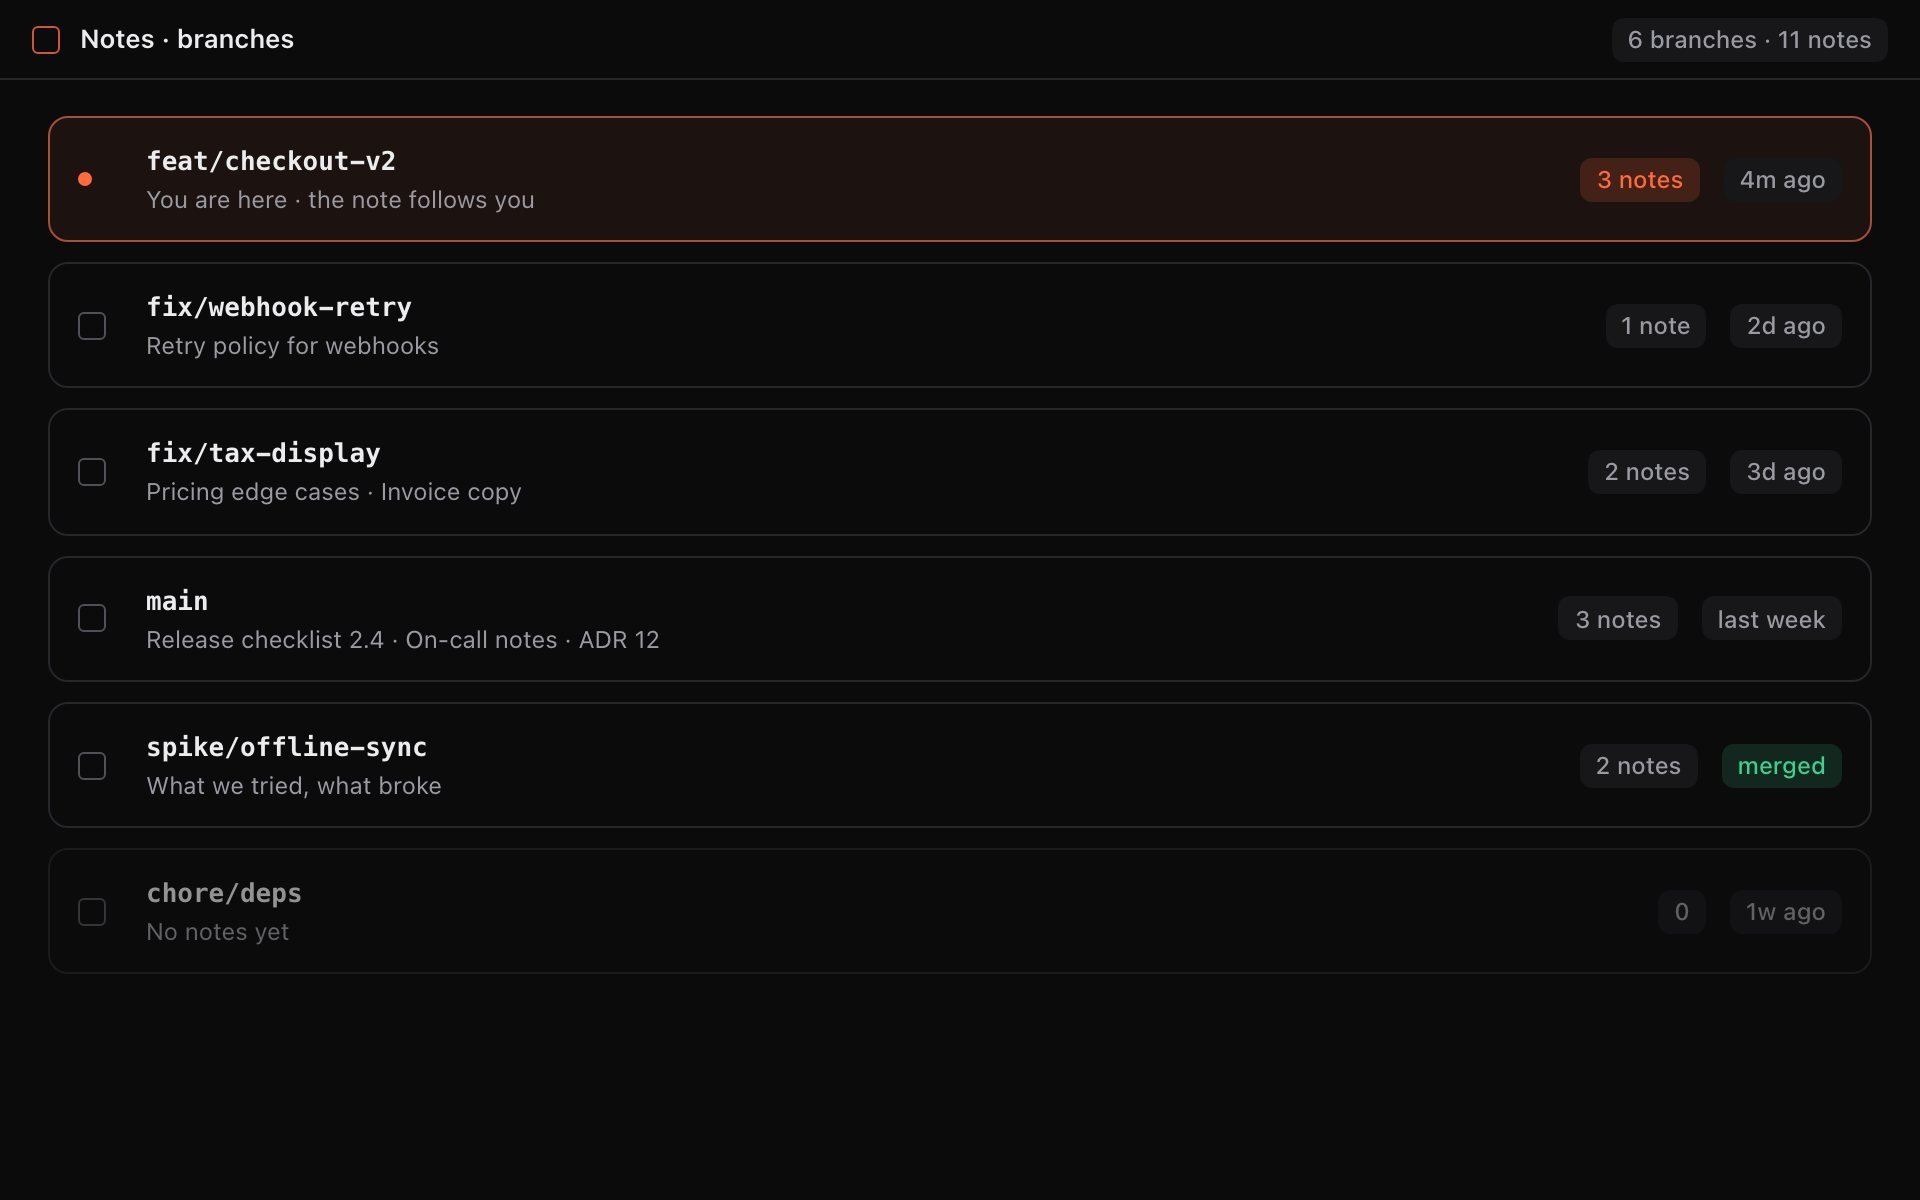 Notes · branches
6 branches · 11 notes
feat/checkout-v2
You are here · the note follows you
3 notes
4m ago
fix/webhook-retry
Retry policy for webhooks
1 note
2d ago
fix/tax-display
Pricing edge cases · Invoice copy
2 notes
3d ago
main
Release checklist 2.4 · On-call notes · ADR 12
3 notes
last week
spike/offline-sync
What we tried, what broke
2 notes
merged
chore/deps
No notes yet
0
1w ago